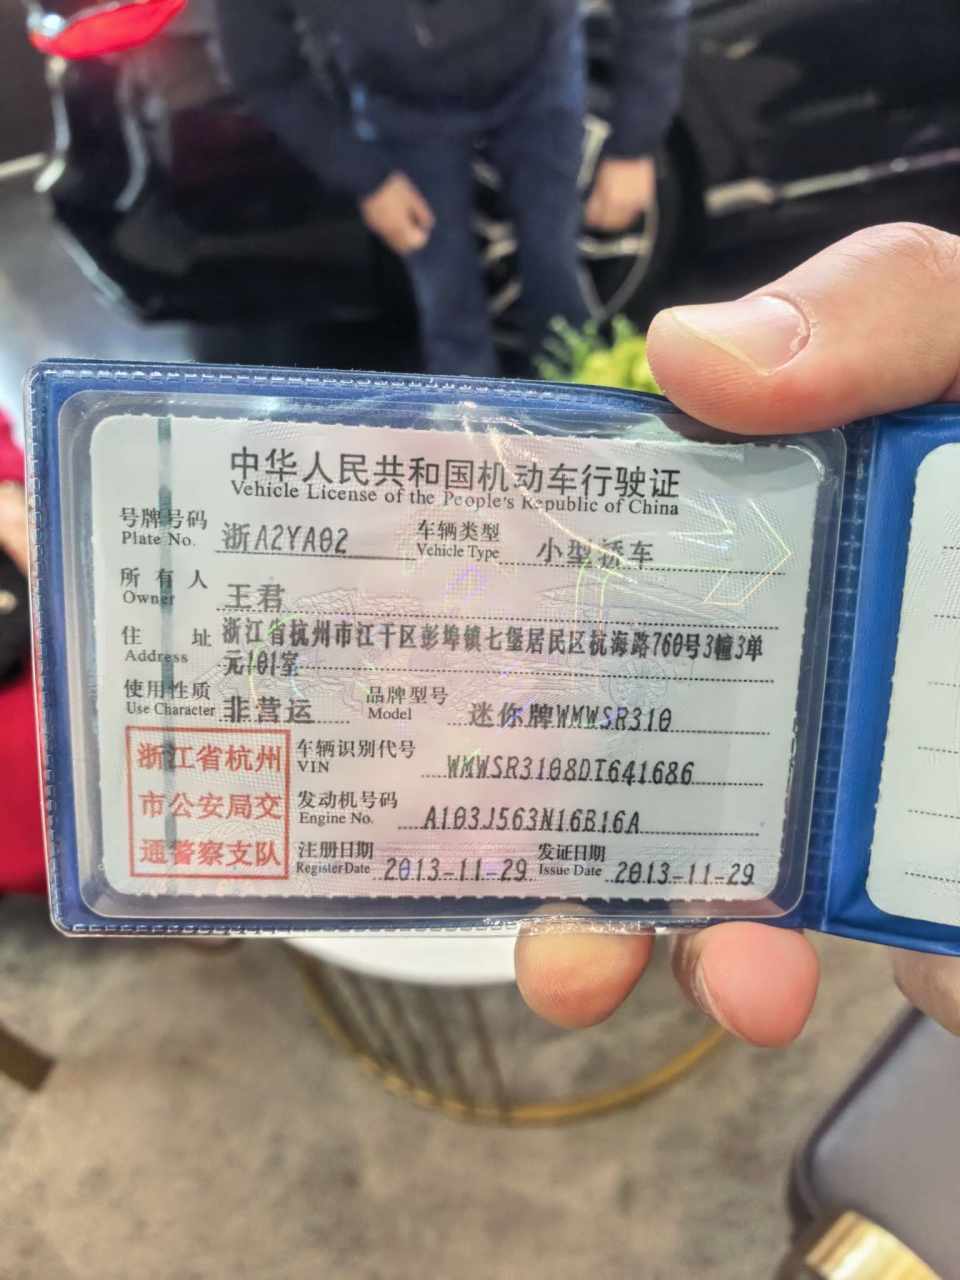 中华人民共和国机动车行驶证
Vehicle License of the People's Republic of China
号牌号码 浙A2YA02 车辆类型 小型轿车
Plate No. Vehicle Type
所有人 王君
Owner
住址 浙江省杭州市江干区彭埠镇七堡居民区杭海路760号3幢3单
Address 元101室
使用性质 非营运 品牌型号 迷你牌WMWSR310
Use Character Model
浙江省杭州
市公安局交
通警察支队
车辆识别代号 WMWSR3108DT641686
VIN
发动机号码 A103J563N16B16A
Engine No.
注册日期 2013-11-29 发证日期 2013-11-29
Register Date Issue Date